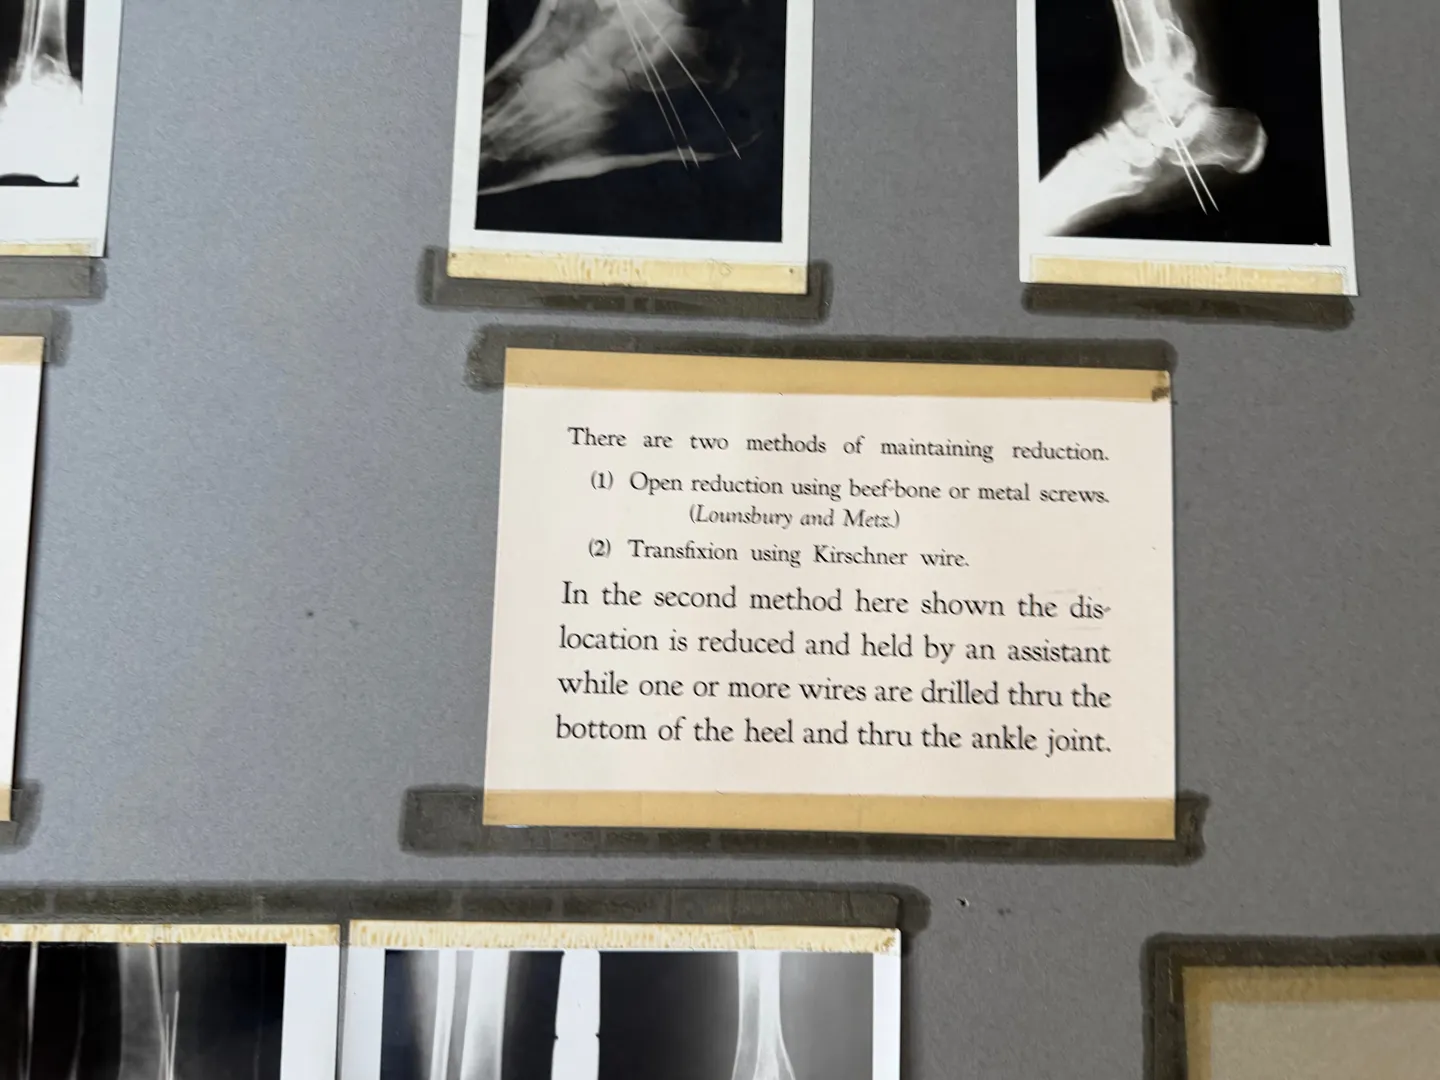 There are two methods of maintaining reduction.
(1) Open reduction using beef-bone or metal screws.
(Lounsbury and Metz.)
(2) Transfixion using Kirschner wire.
In the second method here shown the dis-
location is reduced and held by an assistant
while one or more wires are drilled thru the
bottom of the heel and thru the ankle joint.